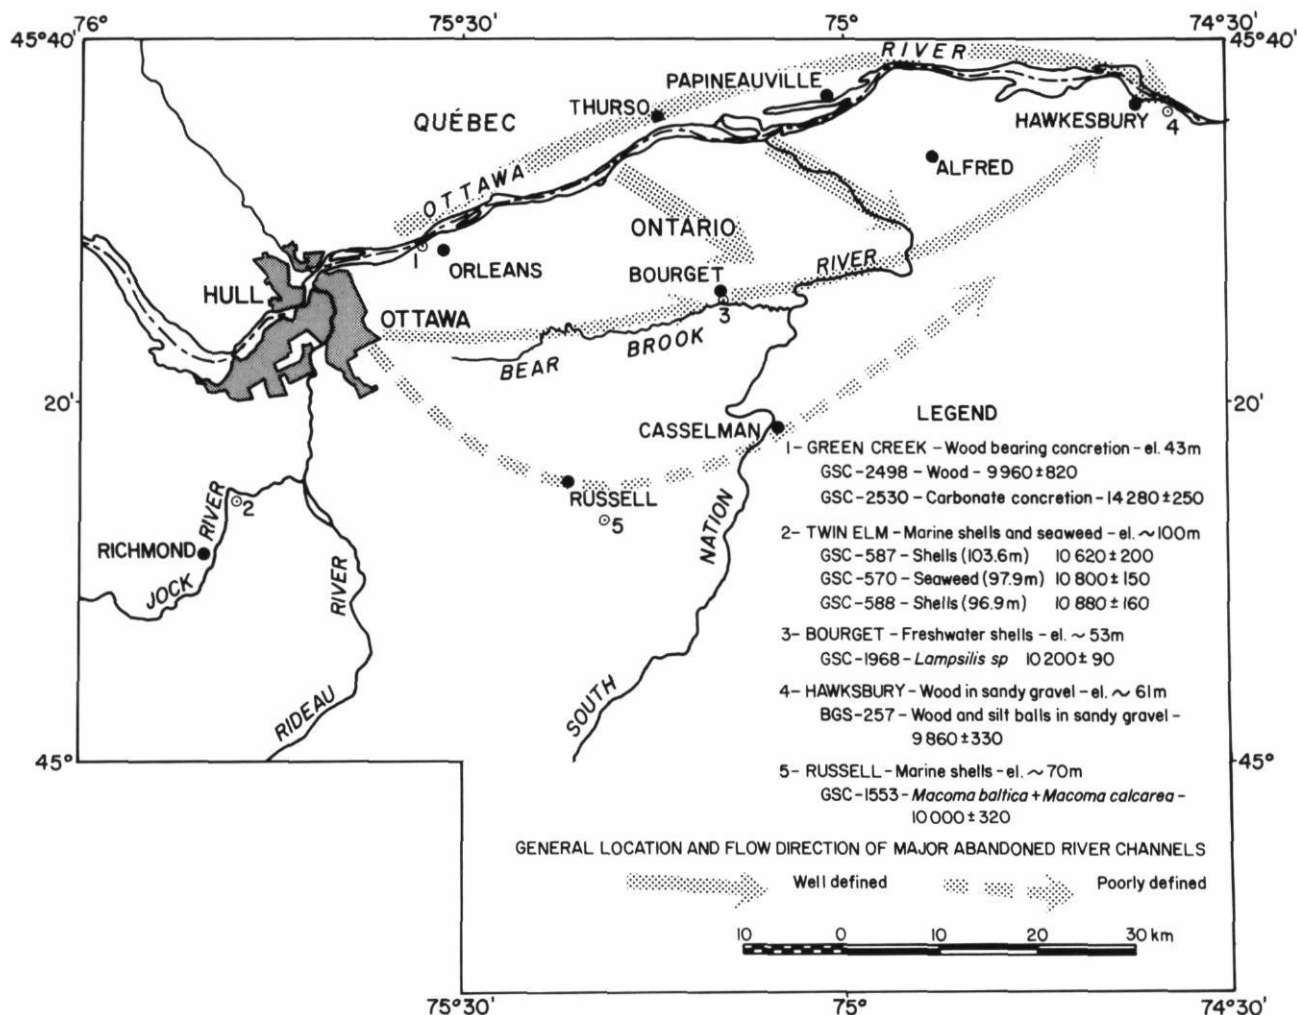 76°
75°30'
75°
74°30'
45°40'
45°40'
RIVER
PAPINEAUVILLE
THURSO
QUÉBEC
HAWKESBURY
4
OTTAWA
ALFRED
ONTARIO
1
ORLEANS
BOURGET
RIVER
HULL
3
OTTAWA
BROOK
BEAR
20'
20'
CASSELMAN
RUSSELL
5
2
RIVER
RICHMOND
JOCK
RIVER
NATION
RIDEAU
SOUTH
45°
45°
LEGEND
1- GREEN CREEK - Wood bearing concretion - el. 43m
GSC-2498 - Wood - 9 960 ± 820
GSC-2530 - Carbonate concretion - 14 280 ± 250
2- TWIN ELM - Marine shells and seaweed - el. ~ 100m
GSC-587 - Shells (103.6m) 10 620 ± 200
GSC-570 - Seaweed (97.9m) 10 800 ± 150
GSC-588 - Shells (96.9m) 10 880 ± 160
3- BOURGET - Freshwater shells - el. ~ 53m
GSC-1968 - Lampsilis sp 10 200 ± 90
4- HAWKSBURY - Wood in sandy gravel - el. ~ 61m
BGS-257 - Wood and silt balls in sandy gravel -
9 860 ± 330
5- RUSSELL - Marine shells - el. ~ 70m
GSC-1553 - Macoma baltica + Macoma calcarea -
10 000 ± 320
GENERAL LOCATION AND FLOW DIRECTION OF MAJOR ABANDONED RIVER CHANNELS
Well defined
Poorly defined
10 0 10 20 30 km
75°30'
75°
74°30'